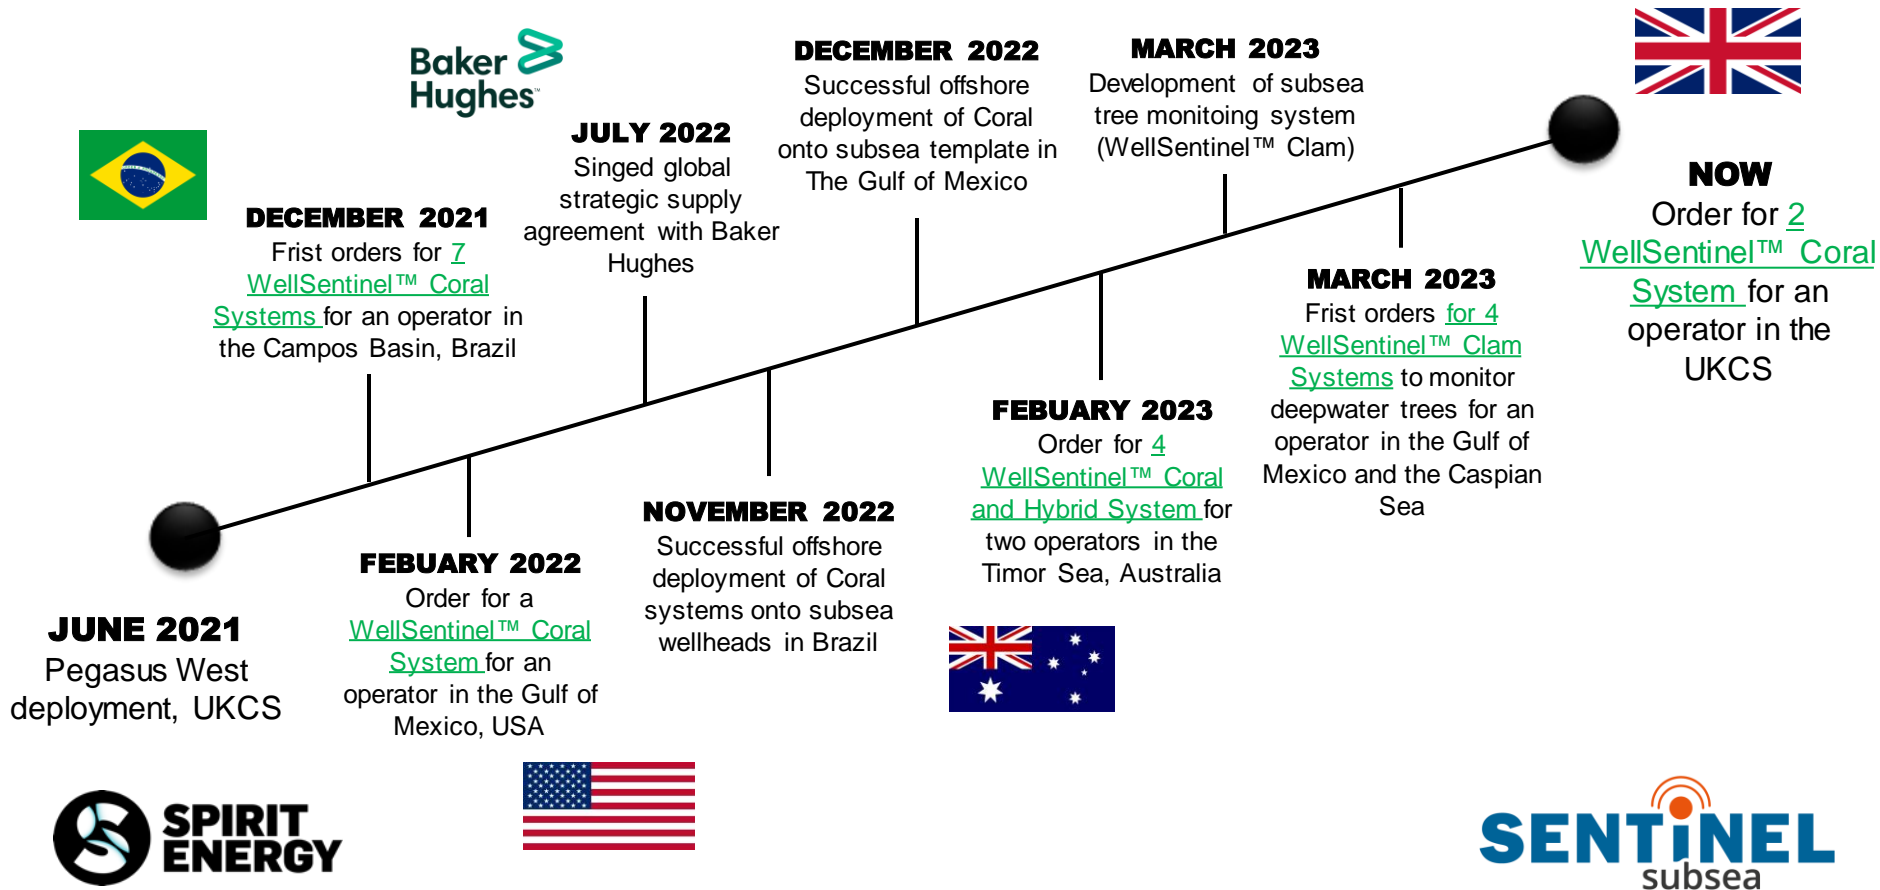 Baker
Hughes
DECEMBER 2021
Frist orders for 7
WellSentinel™ Coral
Systems for an operator in
the Campos Basin, Brazil
JULY 2022
Singed global
strategic supply
agreement with Baker
Hughes
DECEMBER 2022
Successful offshore
deployment of Coral
onto subsea template in
The Gulf of Mexico
MARCH 2023
Development of subsea
tree monitoing system
(WellSentinel™ Clam)
NOW
Order for 2
WellSentinel™ Coral
System for an
operator in the
UKCS
JUNE 2021
Pegasus West
deployment, UKCS
FEBUARY 2022
Order for a
WellSentinel™ Coral
System for an
operator in the Gulf of
Mexico, USA
NOVEMBER 2022
Successful offshore
deployment of Coral
systems onto subsea
wellheads in Brazil
FEBUARY 2023
Order for 4
WellSentinel™ Coral
and Hybrid System for
two operators in the
Timor Sea, Australia
MARCH 2023
Frist orders for 4
WellSentinel™ Clam
Systems to monitor
deepwater trees for an
operator in the Gulf of
Mexico and the Caspian
Sea
SPIRIT
ENERGY
SENTiNEL
subsea